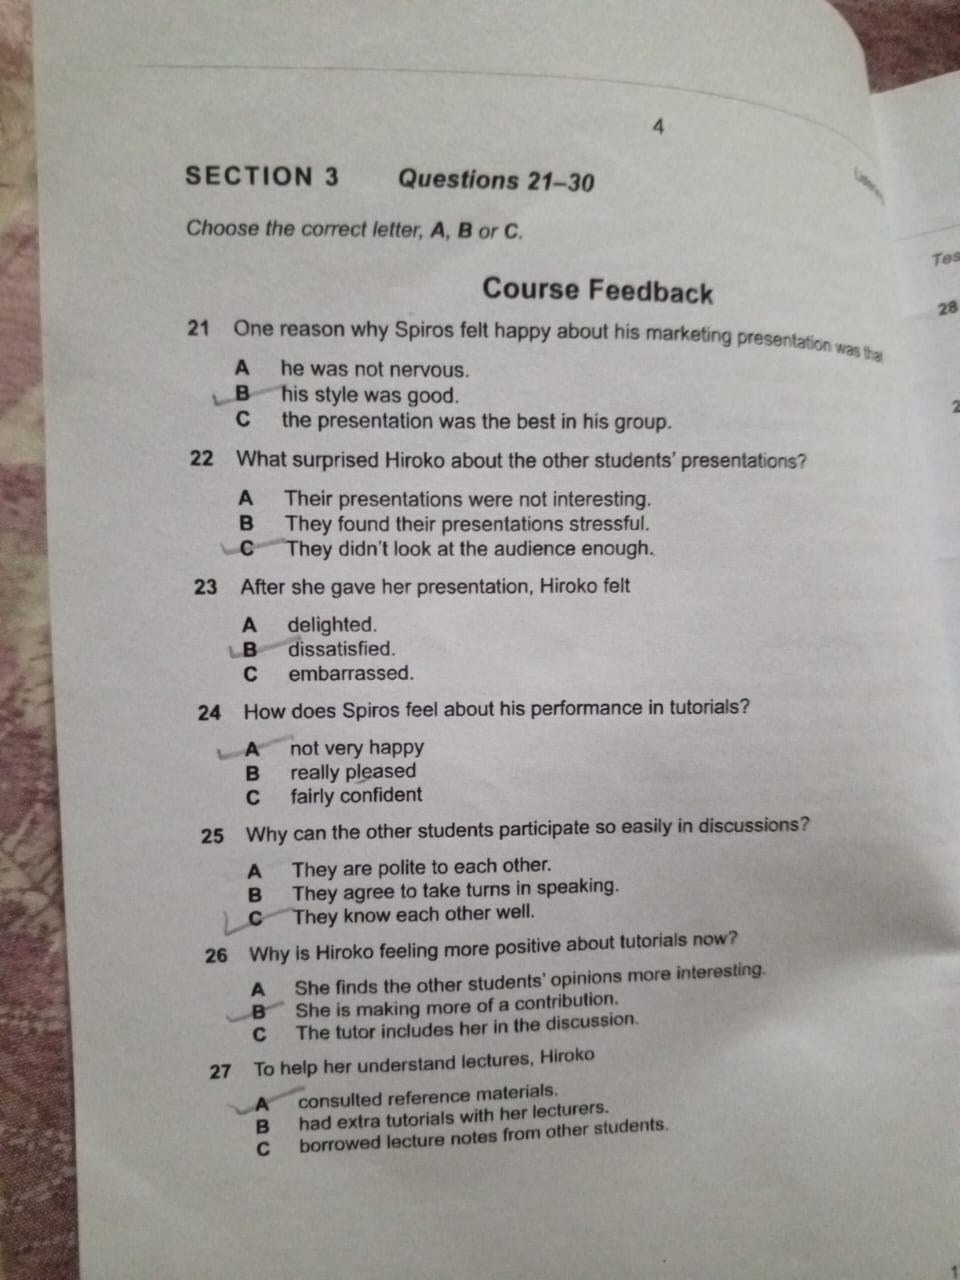 4
SECTION 3 Questions 21–30
Choose the correct letter, A, B or C.
Course Feedback
21 One reason why Spiros felt happy about his marketing presentation was that
A he was not nervous.
B his style was good.
C the presentation was the best in his group.
22 What surprised Hiroko about the other students' presentations?
A Their presentations were not interesting.
B They found their presentations stressful.
C They didn't look at the audience enough.
23 After she gave her presentation, Hiroko felt
A delighted.
B dissatisfied.
C embarrassed.
24 How does Spiros feel about his performance in tutorials?
A not very happy
B really pleased
C fairly confident
25 Why can the other students participate so easily in discussions?
A They are polite to each other.
B They agree to take turns in speaking.
C They know each other well.
26 Why is Hiroko feeling more positive about tutorials now?
A She finds the other students' opinions more interesting.
B She is making more of a contribution.
C The tutor includes her in the discussion.
27 To help her understand lectures, Hiroko
A consulted reference materials.
B had extra tutorials with her lecturers.
C borrowed lecture notes from other students.
Tes
28
2
1